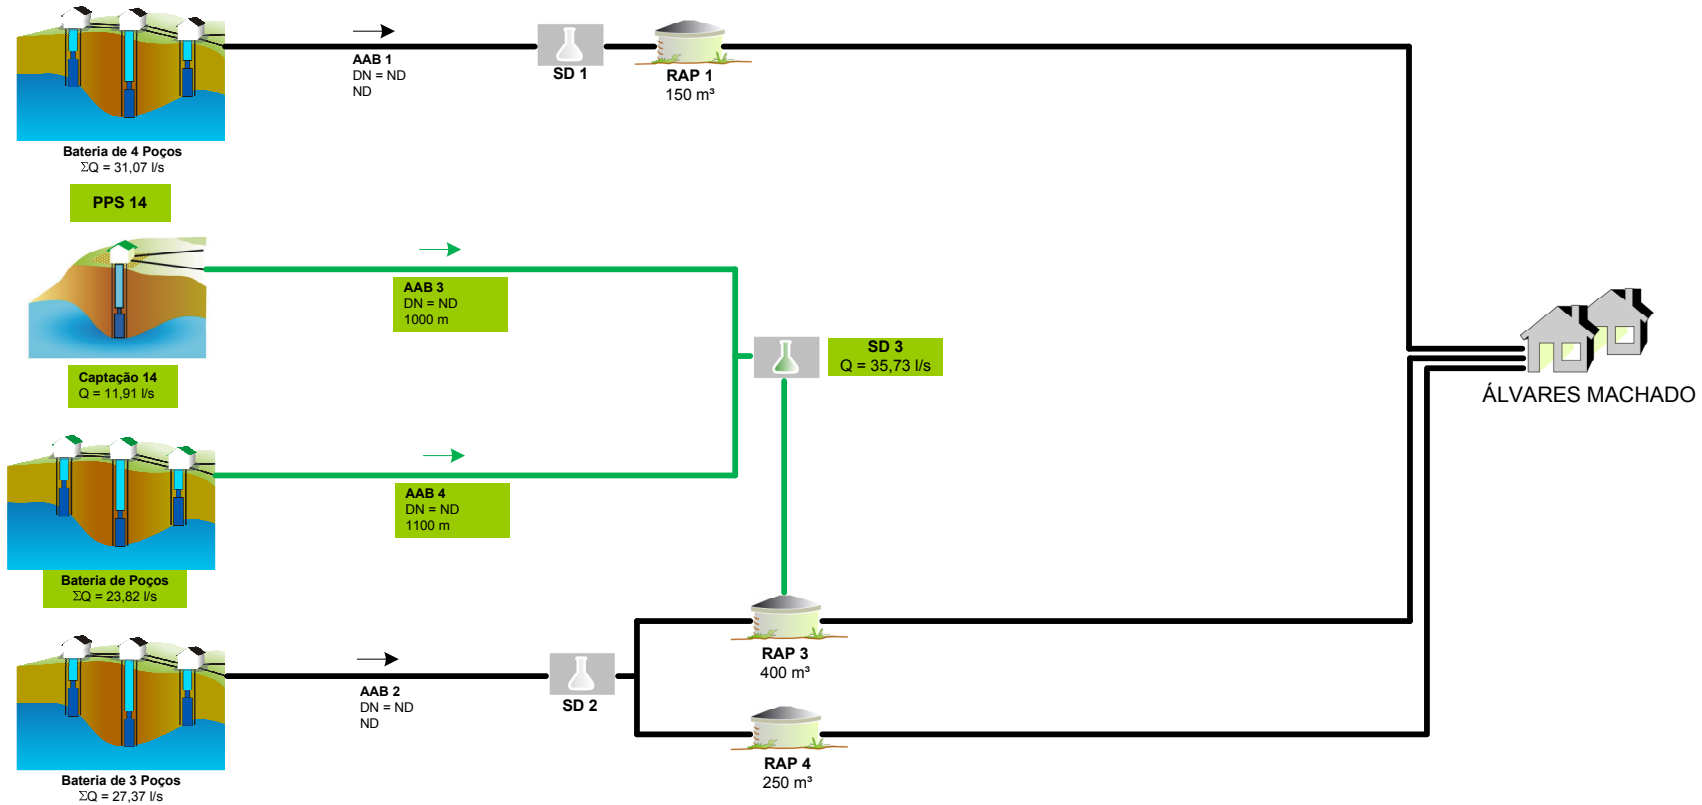 AAB 1
DN = ND
ND
SD 1
RAP 1
150 m³
Bateria de 4 Poços
ΣQ = 31,07 l/s
PPS 14
AAB 3
DN = ND
1000 m
SD 3
Q = 35,73 l/s
Captação 14
Q = 11,91 l/s
ÁLVARES MACHADO
AAB 4
DN = ND
1100 m
Bateria de Poços
ΣQ = 23,82 l/s
RAP 3
400 m³
AAB 2
DN = ND
ND
SD 2
RAP 4
250 m³
Bateria de 3 Poços
ΣQ = 27,37 l/s